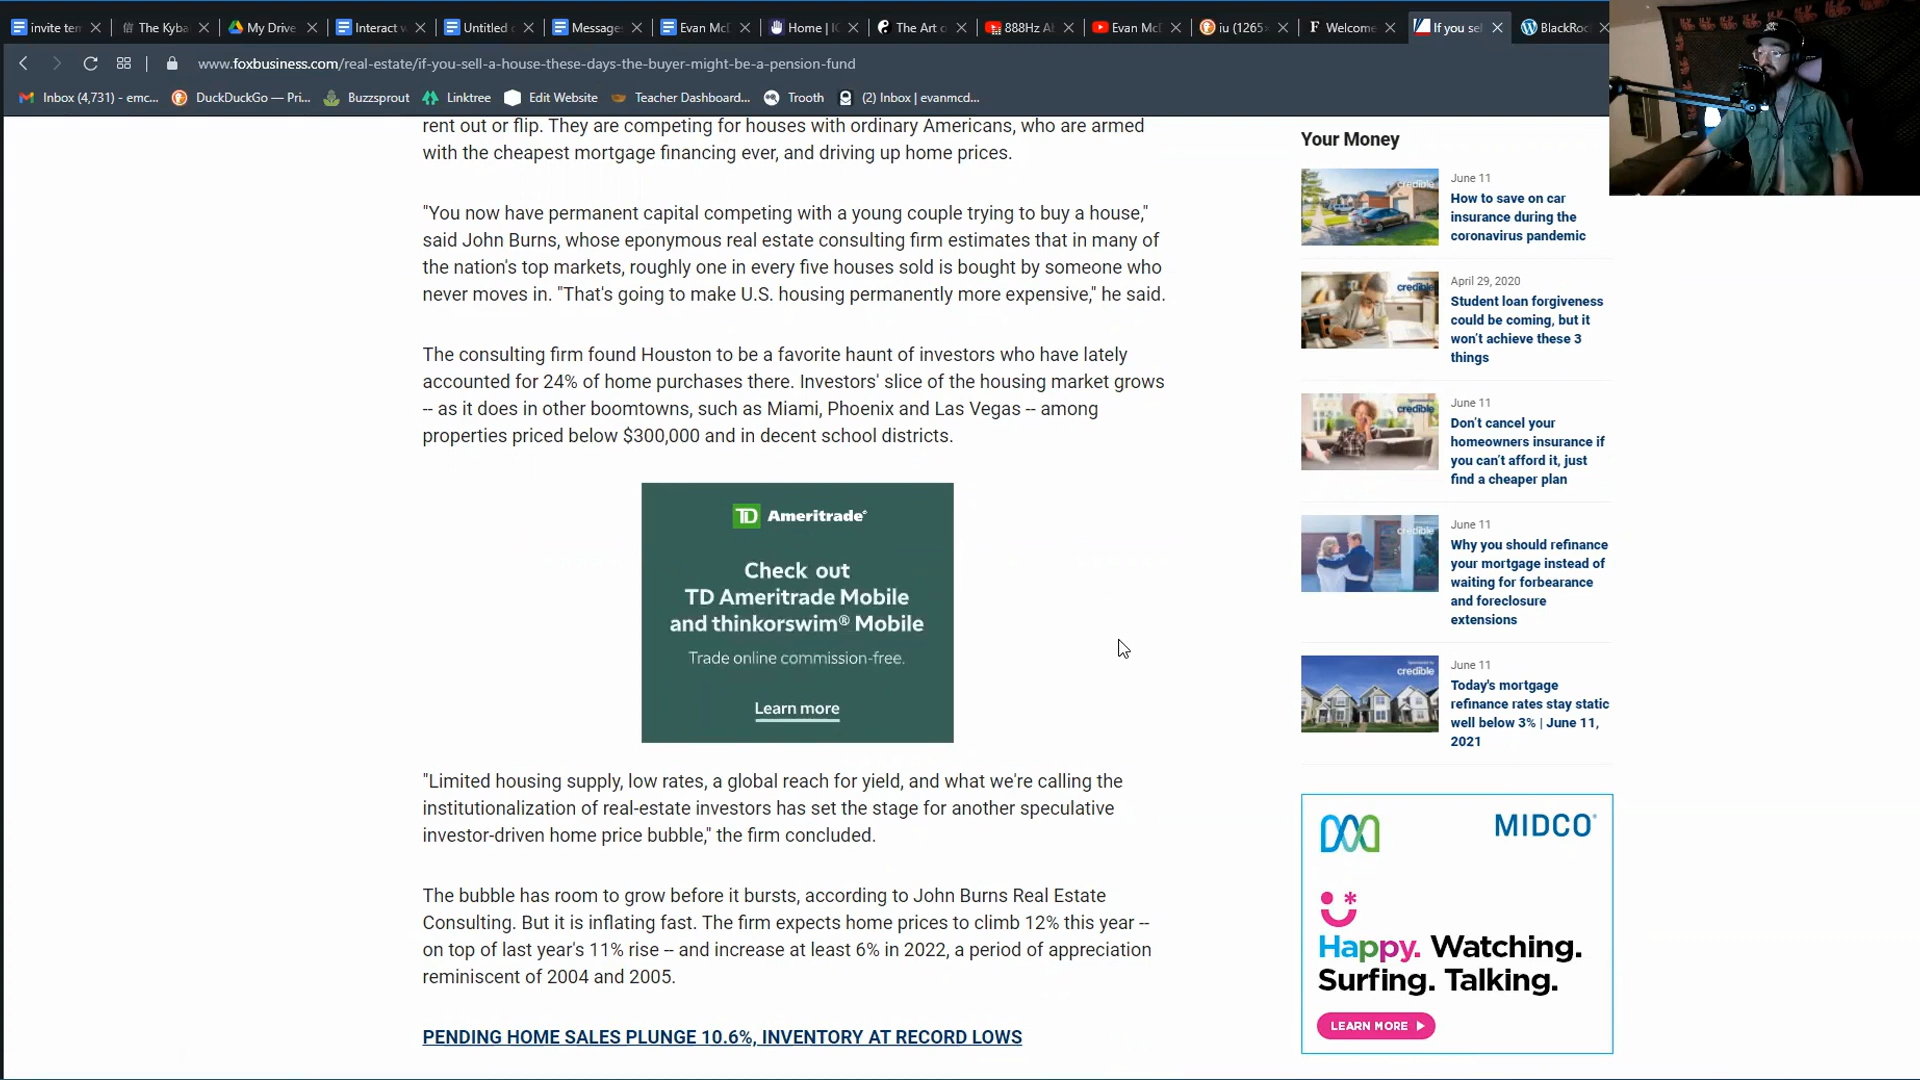 invite ten
The Kyba
My Drive
Interact w
Untitled
Message
Evan McD
Home | IC
The Art o
888Hz A
Evan McD
iu (1265×
Welcome
If you sel
BlackRoc
www.foxbusiness.com/real-estate/if-you-sell-a-house-these-days-the-buyer-might-be-a-pension-fund
Inbox (4,731) - emc...
DuckDuckGo — Pri...
Buzzsprout
Linktree
Edit Website
Teacher Dashboard...
Trooth
(2) Inbox | evanmcd...
rent out or flip. They are competing for houses with ordinary Americans, who are armed
with the cheapest mortgage financing ever, and driving up home prices.
"You now have permanent capital competing with a young couple trying to buy a house,"
said John Burns, whose eponymous real estate consulting firm estimates that in many of
the nation's top markets, roughly one in every five houses sold is bought by someone who
never moves in. "That's going to make U.S. housing permanently more expensive," he said.
The consulting firm found Houston to be a favorite haunt of investors who have lately
accounted for 24% of home purchases there. Investors' slice of the housing market grows
-- as it does in other boomtowns, such as Miami, Phoenix and Las Vegas -- among
properties priced below $300,000 and in decent school districts.
TD Ameritrade
Check out
TD Ameritrade Mobile
and thinkorswim® Mobile
Trade online commission-free.
Learn more
"Limited housing supply, low rates, a global reach for yield, and what we're calling the
institutionalization of real-estate investors has set the stage for another speculative
investor-driven home price bubble," the firm concluded.
The bubble has room to grow before it bursts, according to John Burns Real Estate
Consulting. But it is inflating fast. The firm expects home prices to climb 12% this year --
on top of last year's 11% rise -- and increase at least 6% in 2022, a period of appreciation
reminiscent of 2004 and 2005.
PENDING HOME SALES PLUNGE 10.6%, INVENTORY AT RECORD LOWS
Your Money
credible
June 11
How to save on car
insurance during the
coronavirus pandemic
credible
April 29, 2020
Student loan forgiveness
could be coming, but it
won't achieve these 3
things
credible
June 11
Don't cancel your
homeowners insurance if
you can't afford it, just
find a cheaper plan
credible
June 11
Why you should refinance
your mortgage instead of
waiting for forbearance
and foreclosure
extensions
credible
June 11
Today's mortgage
refinance rates stay static
well below 3% | June 11,
2021
MIDCO
Happy. Watching.
Surfing. Talking.
LEARN MORE